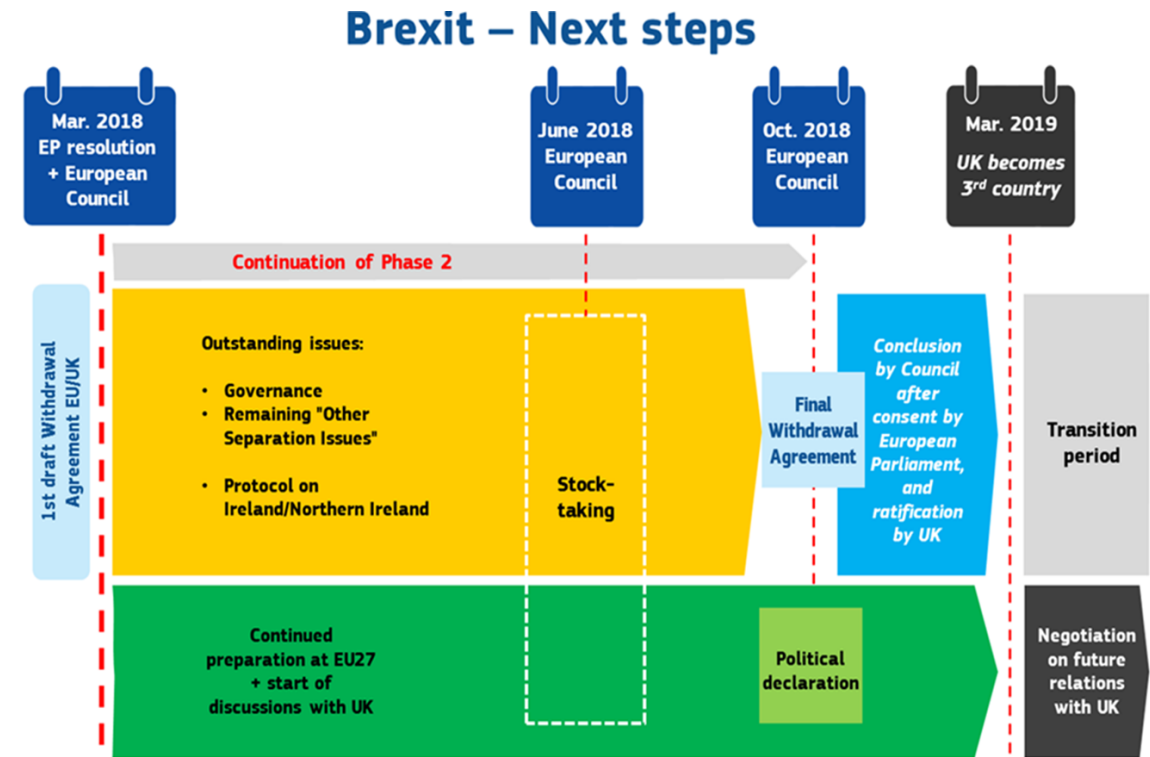 Brexit – Next steps
Mar. 2018
EP resolution
+ European
Council
June 2018
European
Council
Oct. 2018
European
Council
Mar. 2019
UK becomes
3rd country
Continuation of Phase 2
1st draft Withdrawal
Agreement EU/UK
Outstanding issues:
• Governance
• Remaining "Other
Separation Issues"
• Protocol on
Ireland/Northern Ireland
Stock-
taking
Final
Withdrawal
Agreement
Conclusion
by Council
after
consent by
European
Parliament,
and
ratification
by UK
Transition
period
Continued
preparation at EU27
+ start of
discussions with UK
Political
declaration
Negotiation
on future
relations
with UK